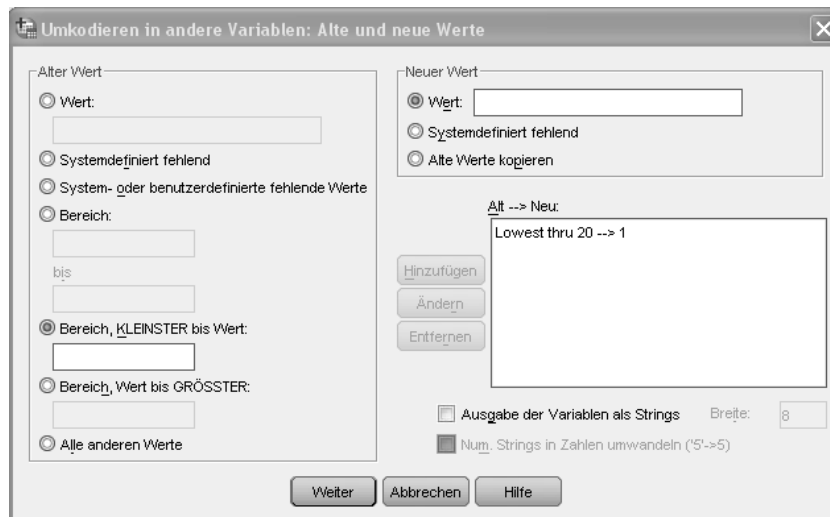 Umkodieren in andere Variablen: Alte und neue Werte
Alter Wert
Wert:
Systemdefiniert fehlend
System- oder benutzerdefinierte fehlende Werte
Bereich:
bis
Bereich, KLEINSTER bis Wert:
Bereich, Wert bis GRÖSSTER:
Alle anderen Werte
Neuer Wert
Wert:
Systemdefiniert fehlend
Alte Werte kopieren
Alt --> Neu:
Lowest thru 20 --> 1
Hinzufügen
Ändern
Entfernen
Ausgabe der Variablen als Strings
Breite:
8
Num. Strings in Zahlen umwandeln ('5'->5)
Weiter
Abbrechen
Hilfe